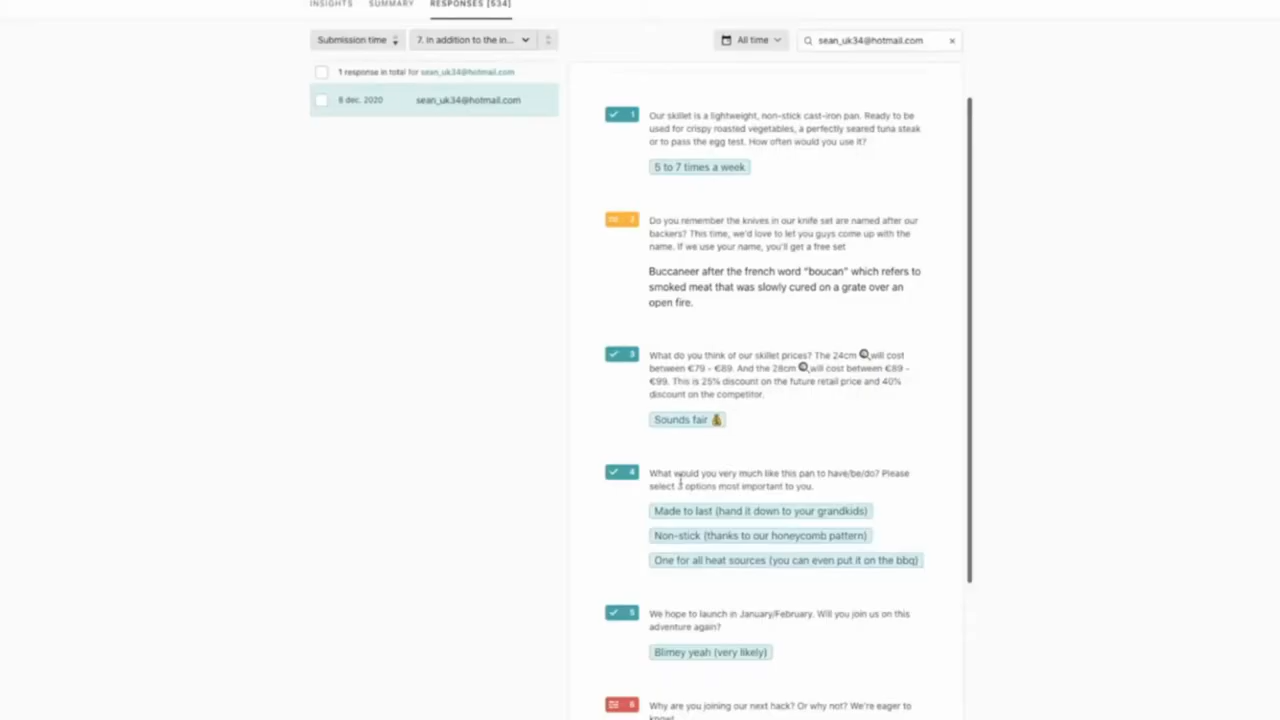 INSIGHTS SUMMARY RESPONSES [534]
Submission time 7. In addition to the in... All time sean_uk34@hotmail.com ×
1 response in total for sean_uk34@hotmail.com
8 dec. 2020 sean_uk34@hotmail.com
1 Our skillet is a lightweight, non-stick cast-iron pan. Ready to be
used for crispy roasted vegetables, a perfectly seared tuna steak
or to pass the egg test. How often would you use it?
5 to 7 times a week
2 Do you remember the knives in our knife set are named after our
backers? This time, we'd love to let you guys come up with the
name. If we use your name, you'll get a free set
Buccaneer after the french word "boucan" which refers to
smoked meat that was slowly cured on a grate over an
open fire.
3 What do you think of our skillet prices? The 24cm will cost
between €79 - €89. And the 28cm will cost between €89 -
€99. This is 25% discount on the future retail price and 40%
discount on the competitor.
Sounds fair
4 What would you very much like this pan to have/be/do? Please
select 3 options most important to you.
Made to last (hand it down to your grandkids)
Non-stick (thanks to our honeycomb pattern)
One for all heat sources (you can even put it on the bbq)
5 We hope to launch in January/February. Will you join us on this
adventure again?
Blimey yeah (very likely)
6 Why are you joining our next hack? Or why not? We're eager to
know!